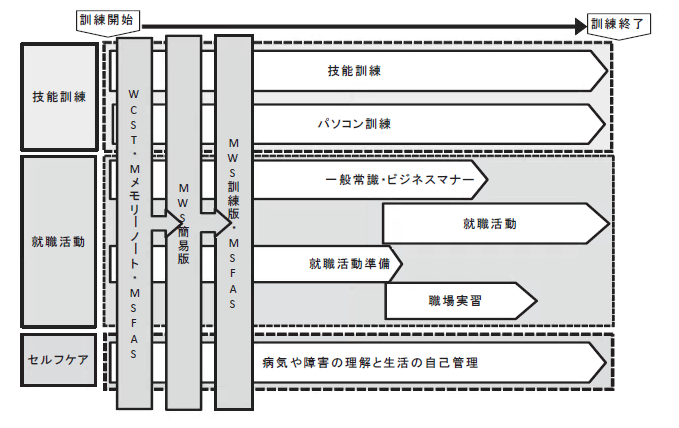 訓練開始
訓練終了
技能訓練
技能訓練
パソコン訓練
就職活動
一般常識・ビジネスマナー
就職活動
就職活動準備
職場実習
セルフケア
病気や障害の理解と生活の自己管理
WCST・Mメモリーノート・MSFAS
MWS簡易版
MWS訓練版・MSFAS